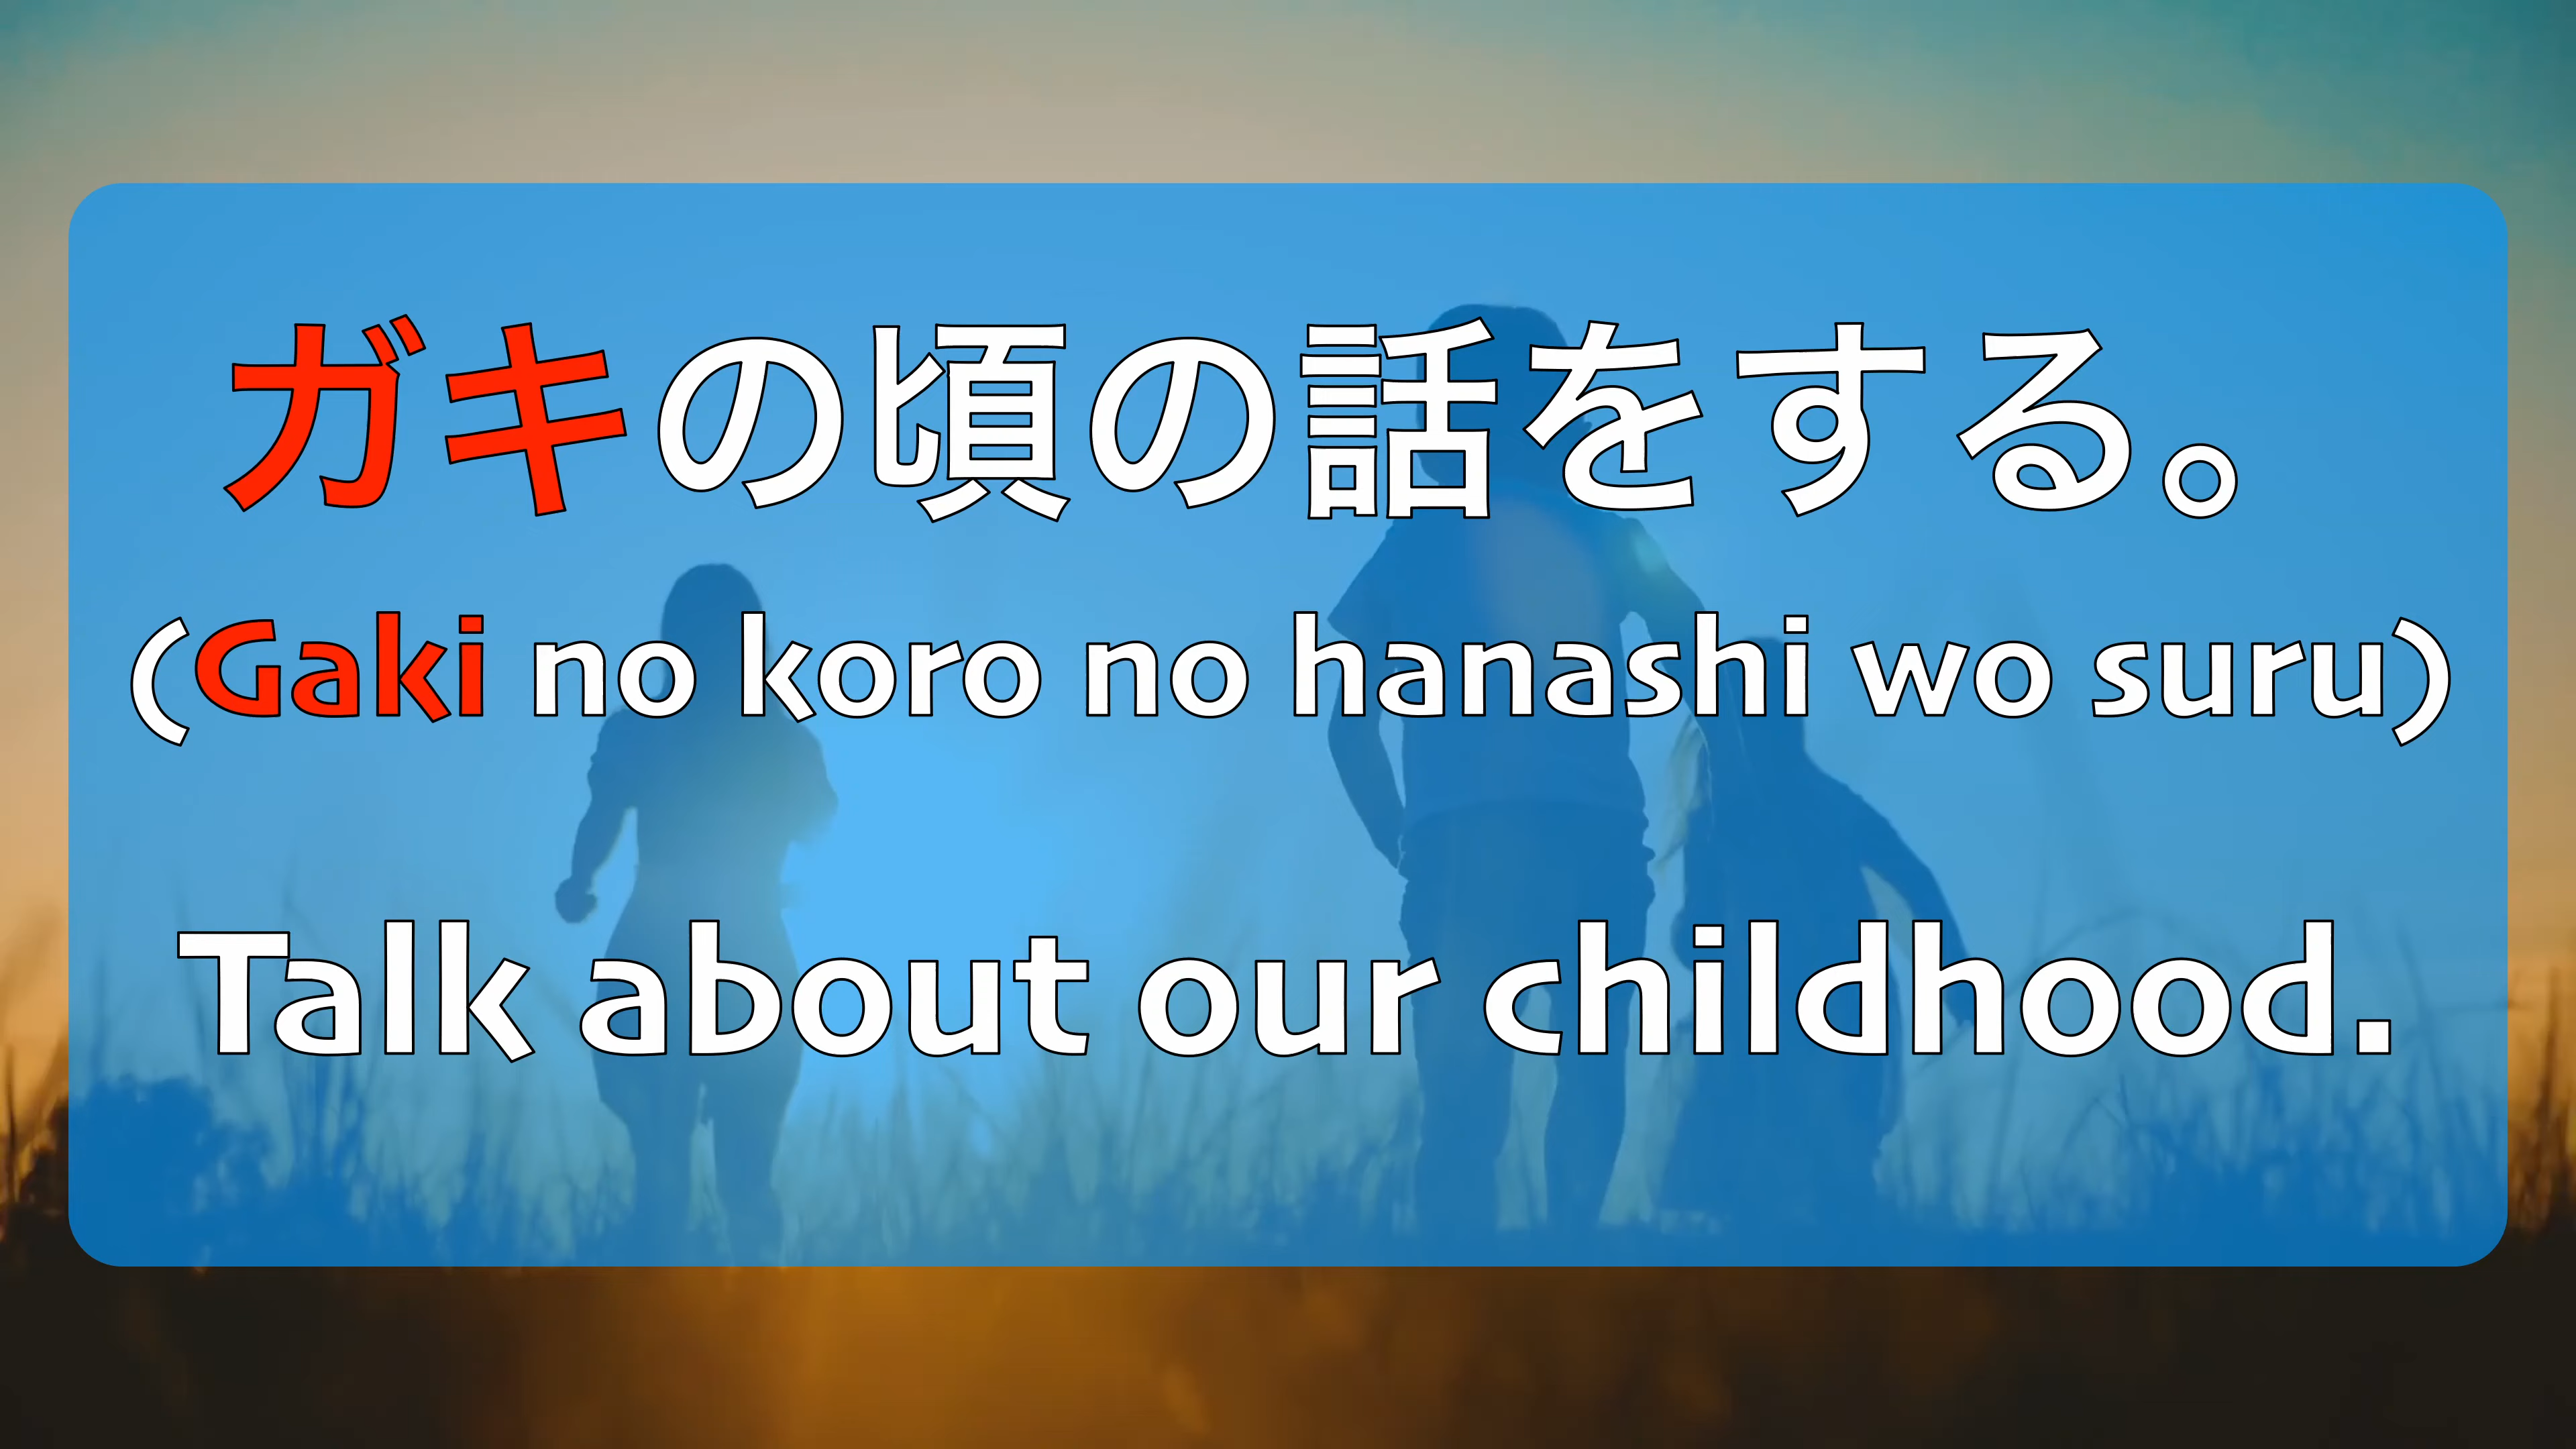 ガキの頃の話をする。
(Gaki no koro no hanashi wo suru)
Talk about our childhood.